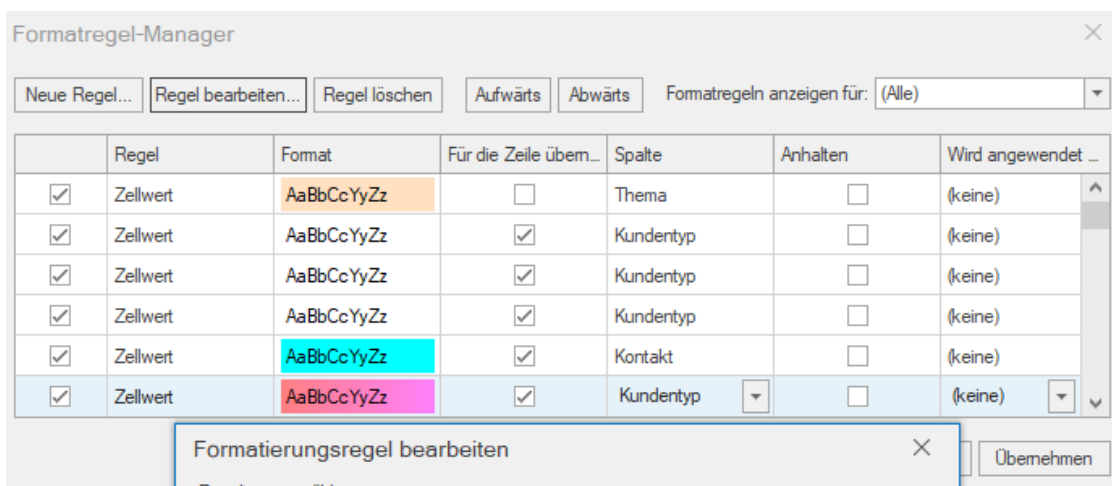 Formatregel-Manager
Neue Regel... Regel bearbeiten... Regel löschen Aufwärts Abwärts Formatregeln anzeigen für: (Alle)
Regel Format Für die Zeile übern... Spalte Anhalten Wird angewendet ...
Zellwert AaBbCcYyZz Thema (keine)
Zellwert AaBbCcYyZz Kundentyp (keine)
Zellwert AaBbCcYyZz Kundentyp (keine)
Zellwert AaBbCcYyZz Kundentyp (keine)
Zellwert AaBbCcYyZz Kontakt (keine)
Zellwert AaBbCcYyZz Kundentyp (keine)
Formatierungsregel bearbeiten
Übernehmen